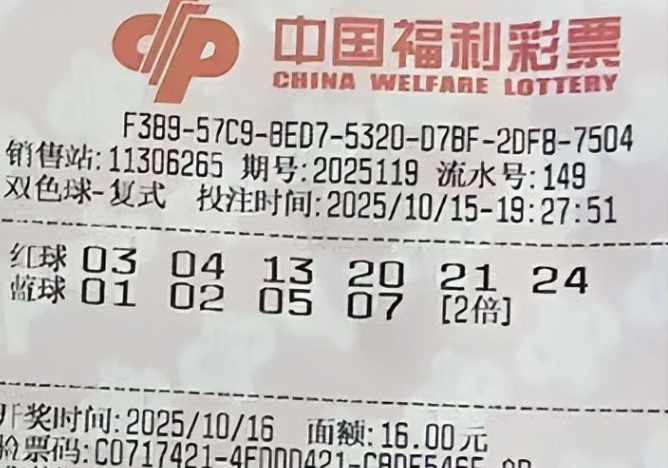 中国福利彩票
CHINA WELFARE LOTTERY
F3B9-57C9-8ED7-5320-D7BF-2DF8-7504
销售站:11306265 期号:2025119 流水号:149
双色球-复式 投注时间:2025/10/15-19:27:51
红球 03 04 13 20 21 24
蓝球 01 02 05 07 [2倍]
开奖时间:2025/10/16 面额:16.00元
验票码:C0717421-4FDDD421-